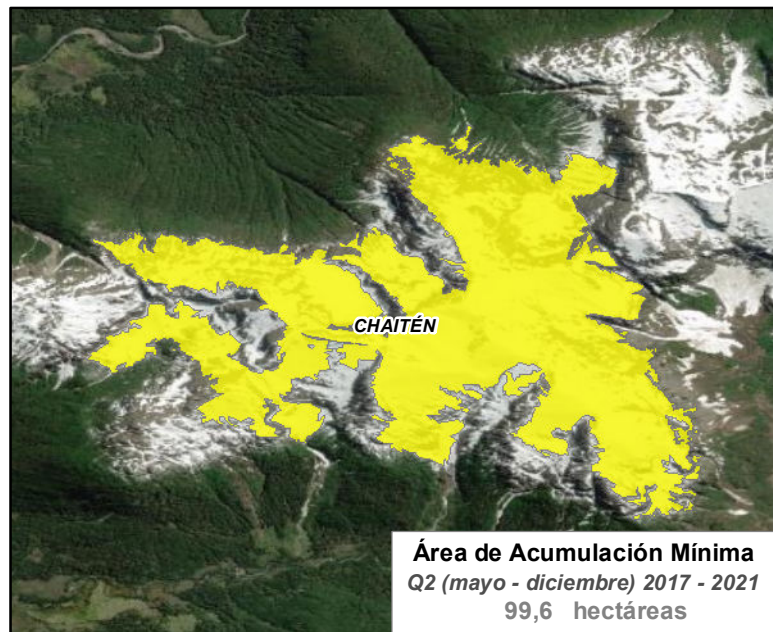 CHAITÉN
Área de Acumulación Mínima
Q2 (mayo - diciembre) 2017 - 2021
99,6 hectáreas